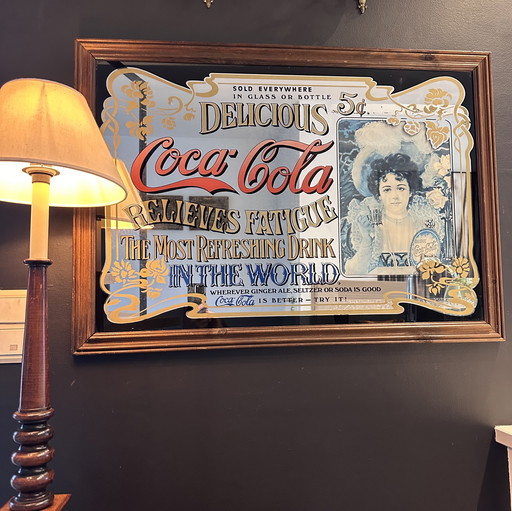 SOLD EVERYWHERE
IN GLASS OR BOTTLE 5¢
DELICIOUS
Coca-Cola
RELIEVES FATIGUE
THE MOST REFRESHING DRINK
IN THE WORLD
WHEREVER GINGER ALE, SELTZER OR SODA IS GOOD
Coca-Cola IS BETTER - TRY IT!